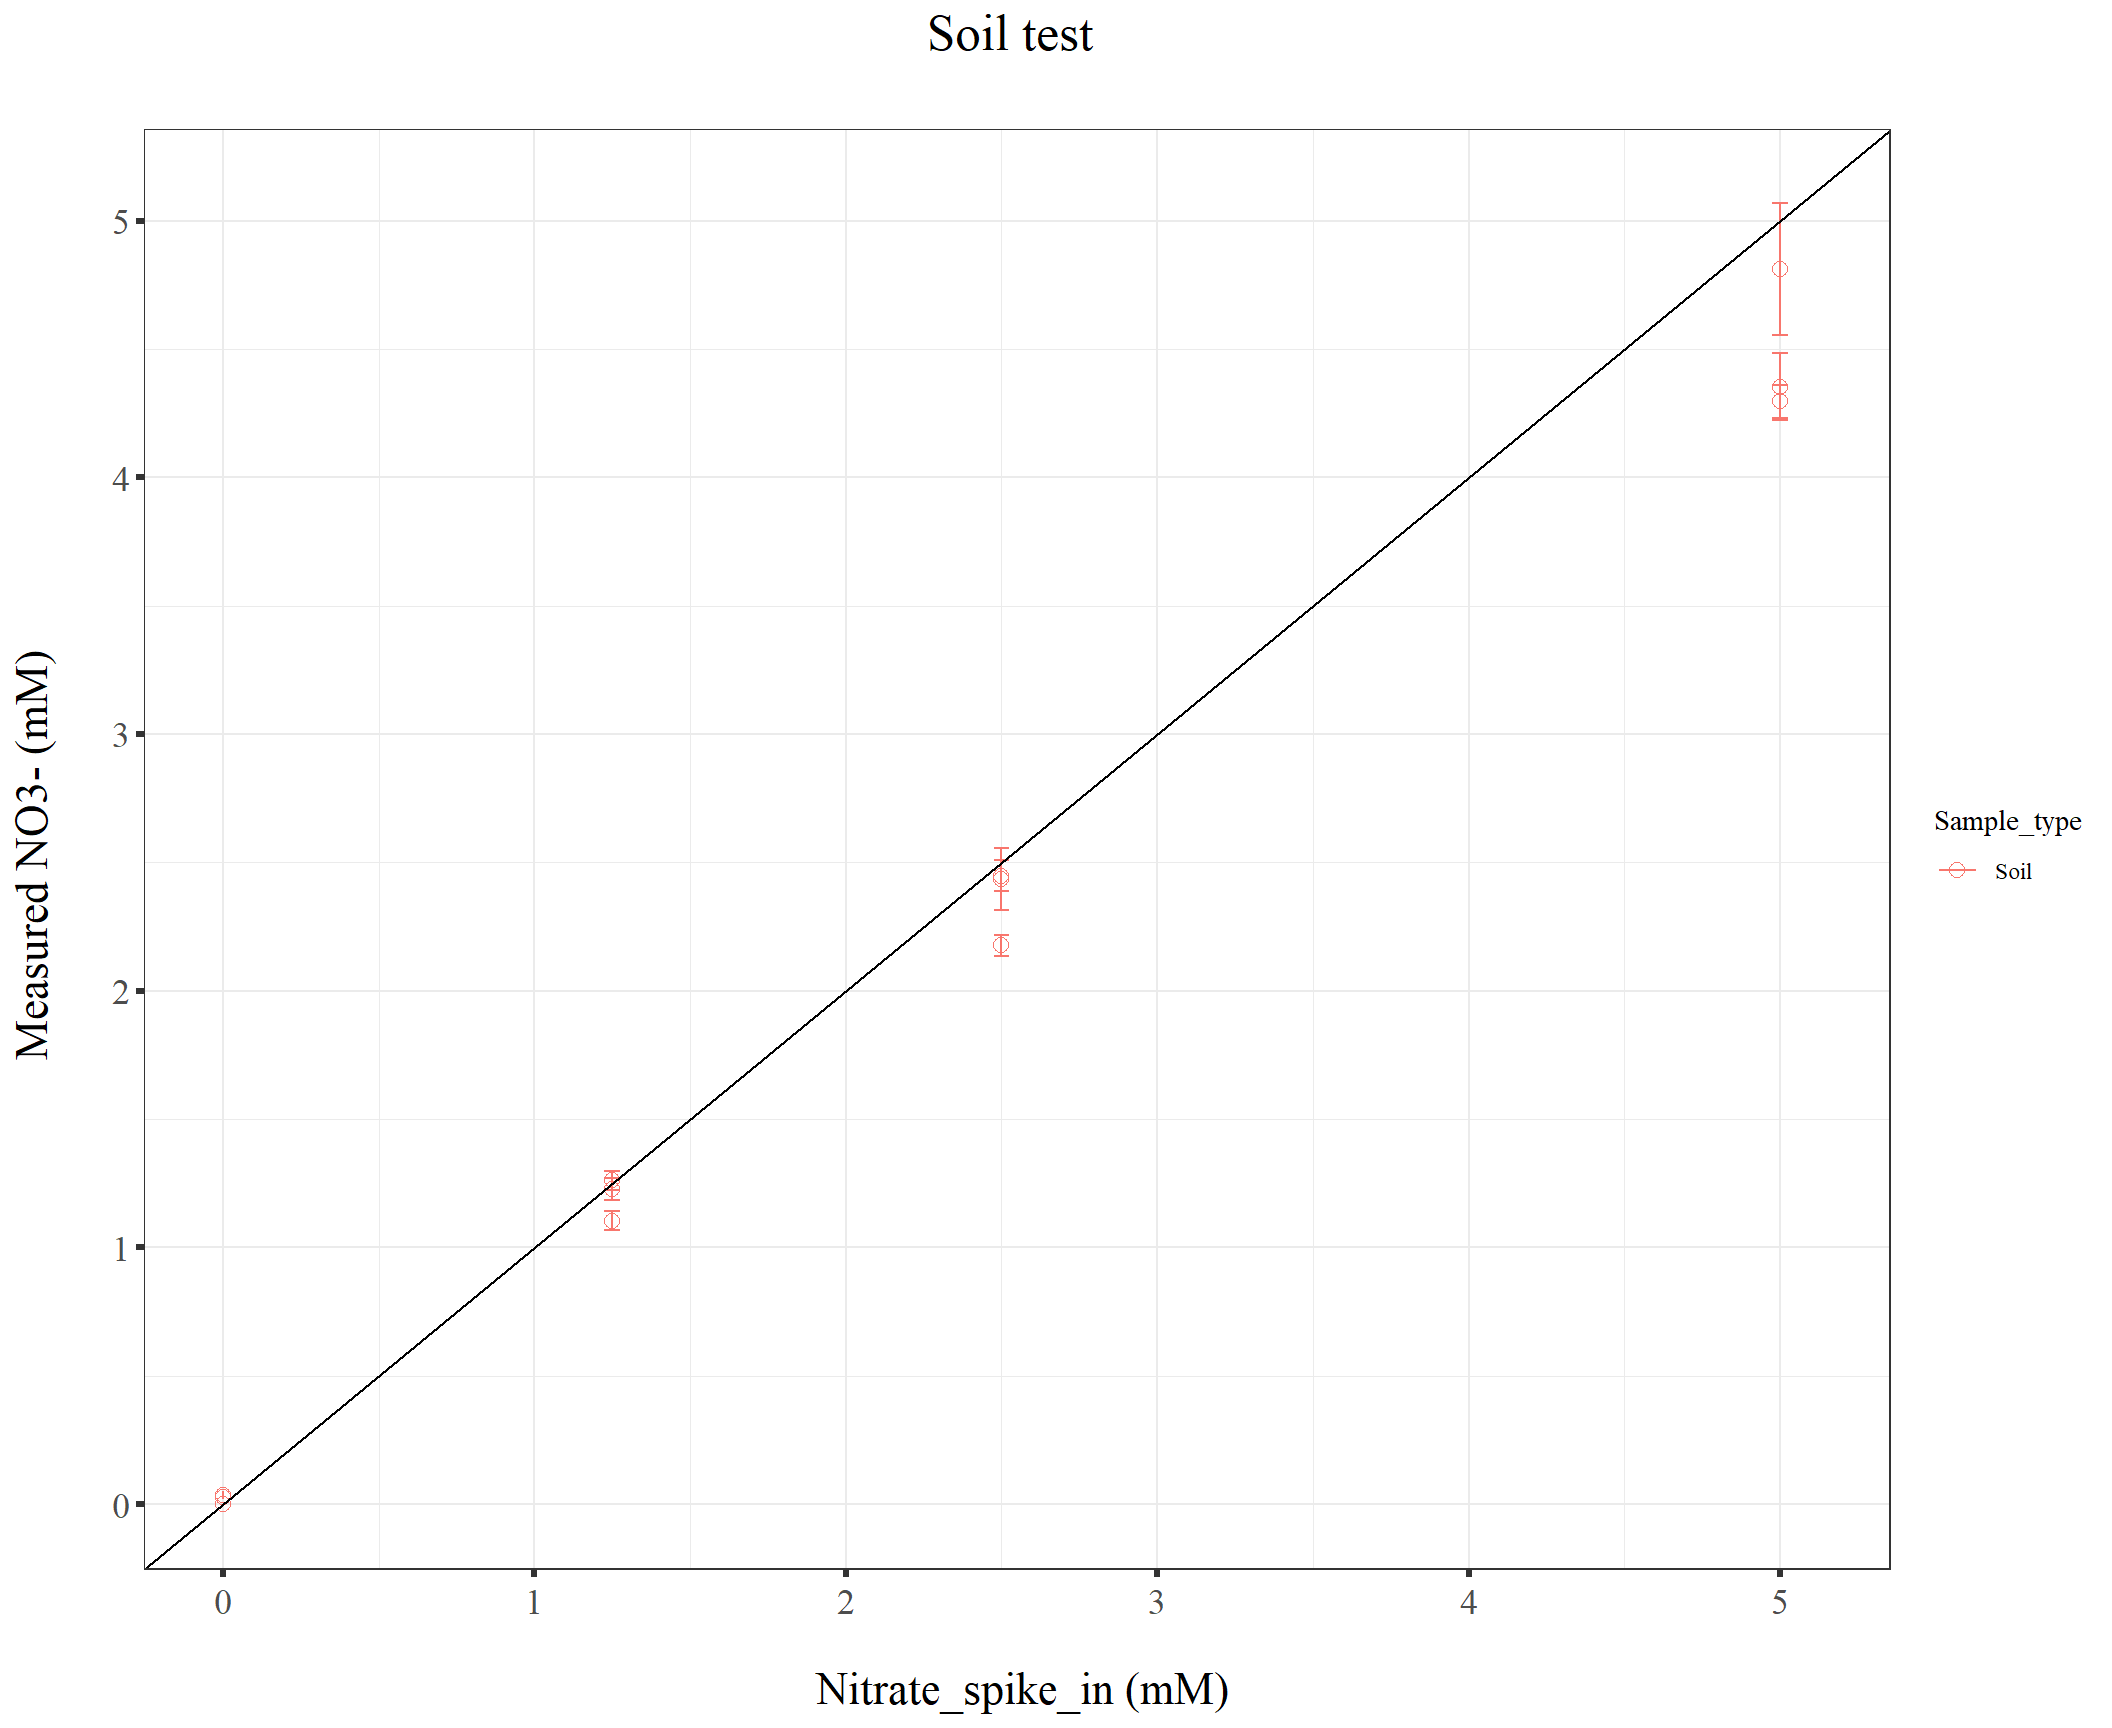 Soil test
5
4
3
2
1
0
Measured NO3- (mM)
0 1 2 3 4 5
Nitrate_spike_in (mM)
Sample_type
Soil